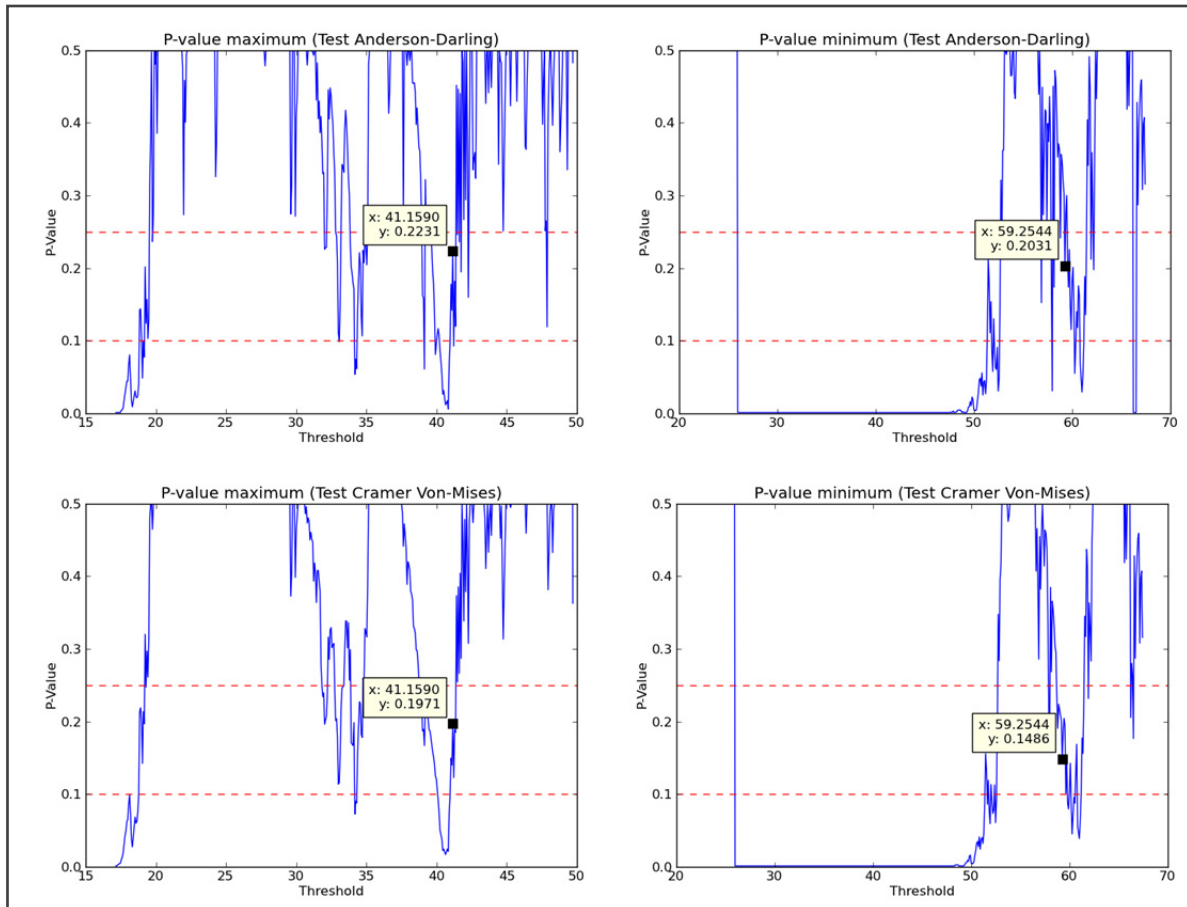 P-value maximum (Test Anderson-Darling)
0.5
0.4
0.3
0.2
0.1
0.0
P-Value
x: 41.1590
y: 0.2231
15 20 25 30 35 40 45 50
Threshold
P-value minimum (Test Anderson-Darling)
0.5
0.4
0.3
0.2
0.1
0.0
P-Value
x: 59.2544
y: 0.2031
20 30 40 50 60 70
Threshold
P-value maximum (Test Cramer Von-Mises)
0.5
0.4
0.3
0.2
0.1
0.0
P-Value
x: 41.1590
y: 0.1971
15 20 25 30 35 40 45 50
Threshold
P-value minimum (Test Cramer Von-Mises)
0.5
0.4
0.3
0.2
0.1
0.0
P-Value
x: 59.2544
y: 0.1486
20 30 40 50 60 70
Threshold